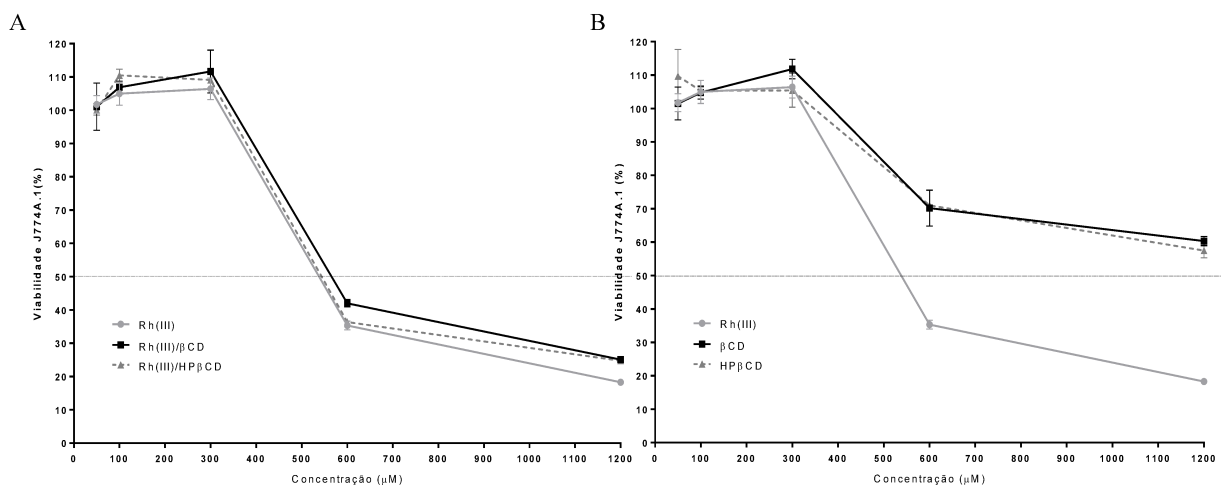 A
Viabilidade J774A.1(%)
120
110
100
90
80
70
60
50
40
30
20
10
0
Rh(III)
Rh(III)/βCD
Rh(III)/HPβCD
0 100 200 300 400 500 600 700 800 900 1000 1100 1200
Concentração (µM)
B
Viabilidade J774A.1 (%)
120
110
100
90
80
70
60
50
40
30
20
10
0
Rh(III)
βCD
HPβCD
0 100 200 300 400 500 600 700 800 900 1000 1100 1200
Concentração (µM)